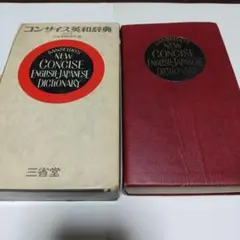 コンサイス英和辞典
SANSEIDO'S
NEW
CONCISE
ENGLISH-JAPANESE
DICTIONARY
三省堂
NEW
CONCISE
ENGLISH-JAPANESE
DICTIONARY